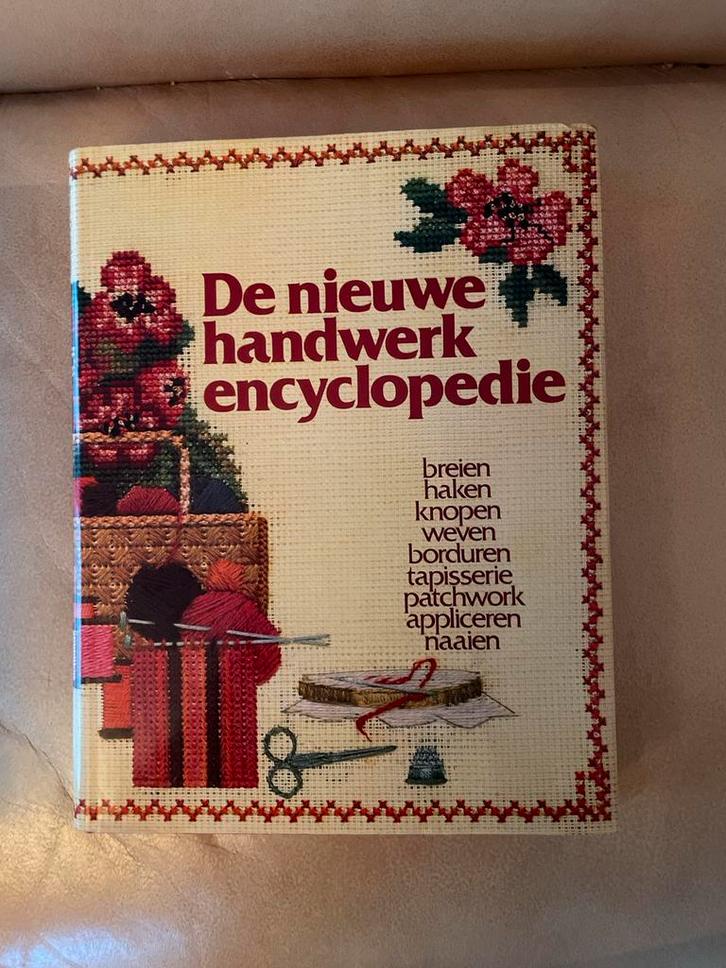 De nieuwe
handwerk
encyclopedie
breien
haken
knopen
weven
borduren
tapisserie
patchwork
appliceren
naaien